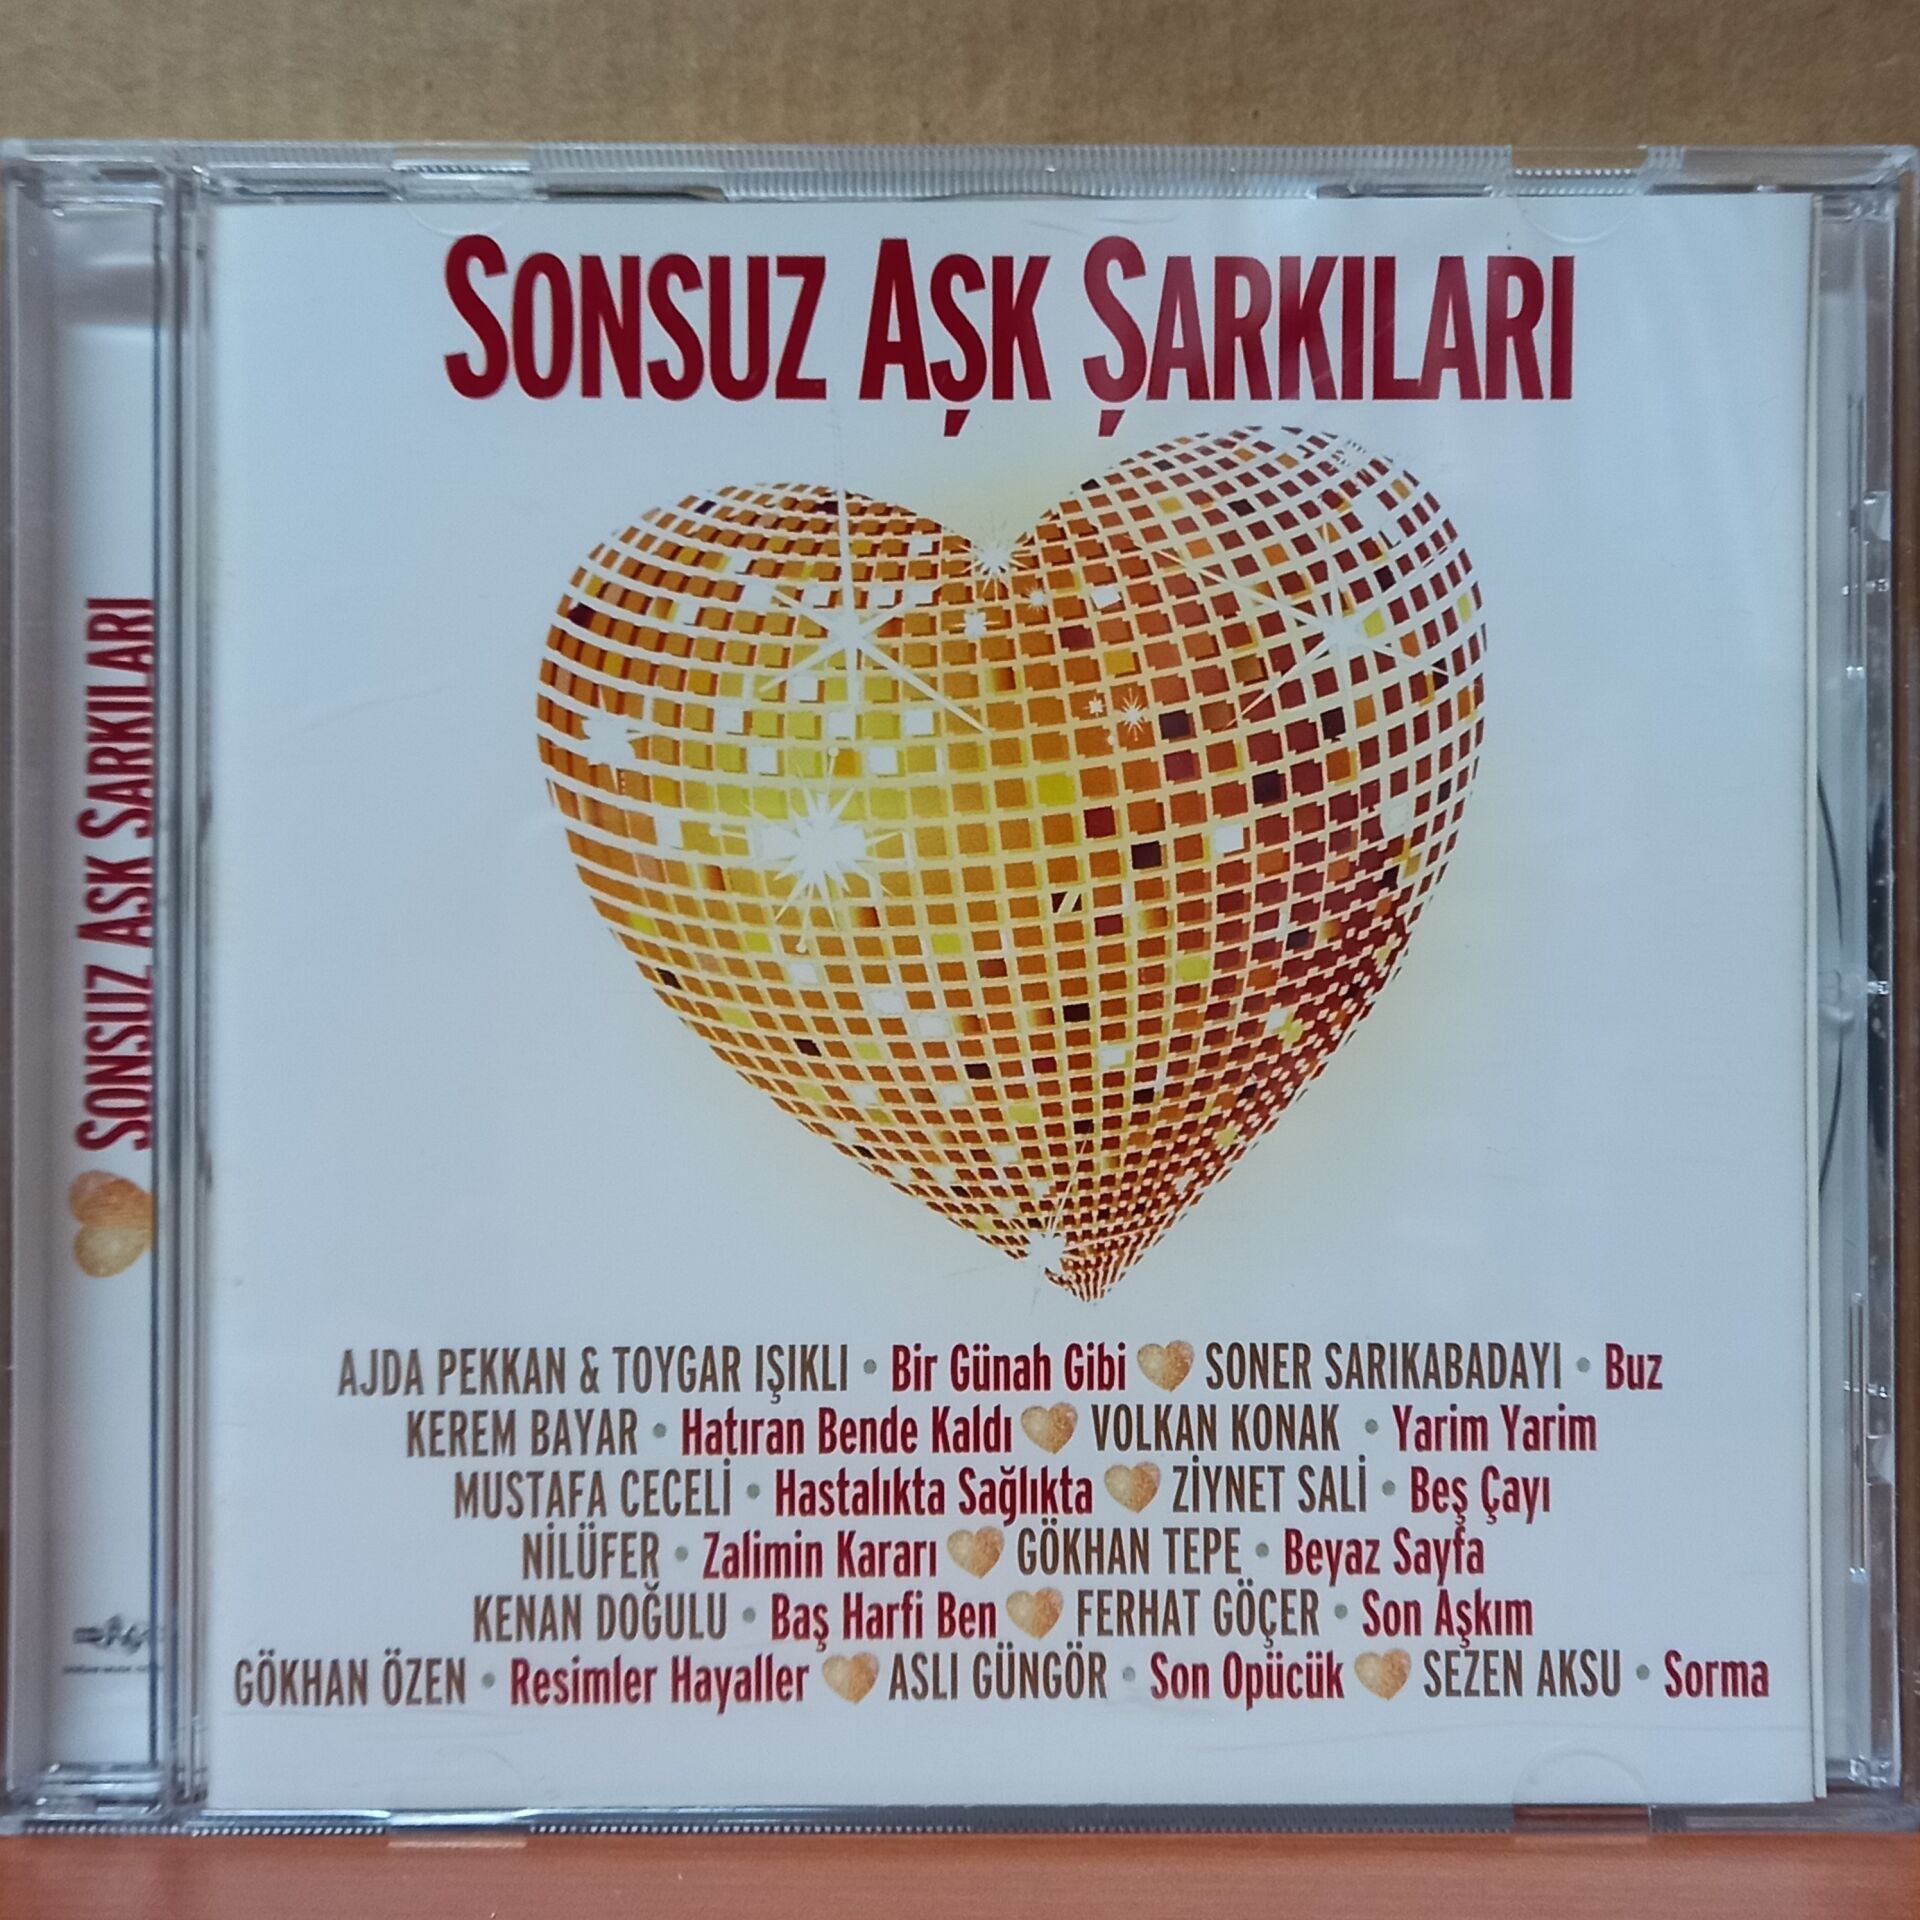 SONSUZ AŞK ŞARKILARI
AJDA PEKKAN & TOYGAR IŞIKLI • Bir Günah Gibi SONER SARIKABADAYI • Buz
KEREM BAYAR • Hatıran Bende Kaldı VOLKAN KONAK • Yarim Yarim
MUSTAFA CECELİ • Hastalıkta Sağlıkta ZİYNET SALİ • Beş Çayı
NİLÜFER • Zalimin Kararı GÖKHAN TEPE • Beyaz Sayfa
KENAN DOĞULU • Baş Harfi Ben FERHAT GÖÇER • Son Aşkım
GÖKHAN ÖZEN • Resimler Hayaller ASLI GÜNGÖR • Son Opücük SEZEN AKSU • Sorma
SONSUZ AŞK ŞARKILARI